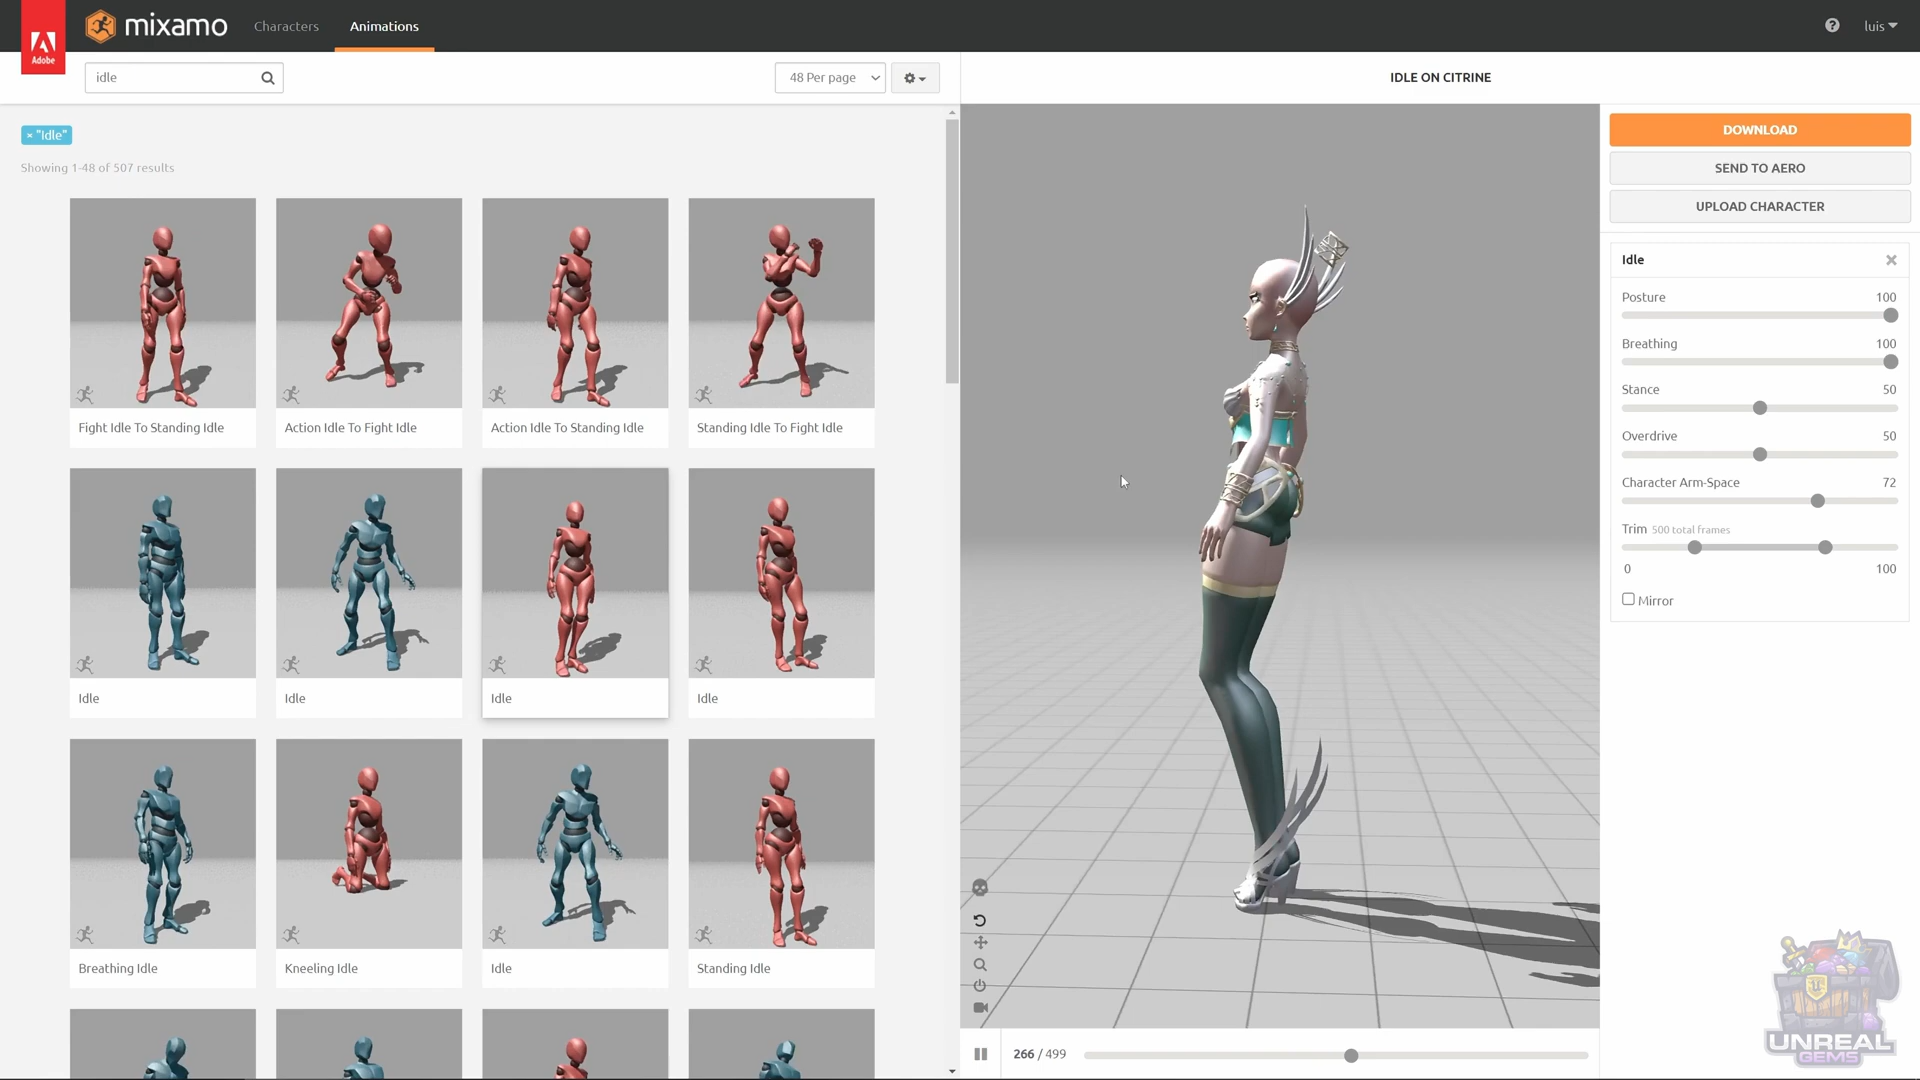 Adobe
mixamo
Characters
Animations
luis
idle
48 Per page
IDLE ON CITRINE
× "Idle"
Showing 1-48 of 507 results
Fight Idle To Standing Idle
Action Idle To Fight Idle
Action Idle To Standing Idle
Standing Idle To Fight Idle
Idle
Idle
Idle
Idle
Breathing Idle
Kneeling Idle
Idle
Standing Idle
266 / 499
DOWNLOAD
SEND TO AERO
UPLOAD CHARACTER
Idle
Posture 100
Breathing 100
Stance 50
Overdrive 50
Character Arm-Space 72
Trim 500 total frames
0 100
Mirror
UNREAL
GEMS